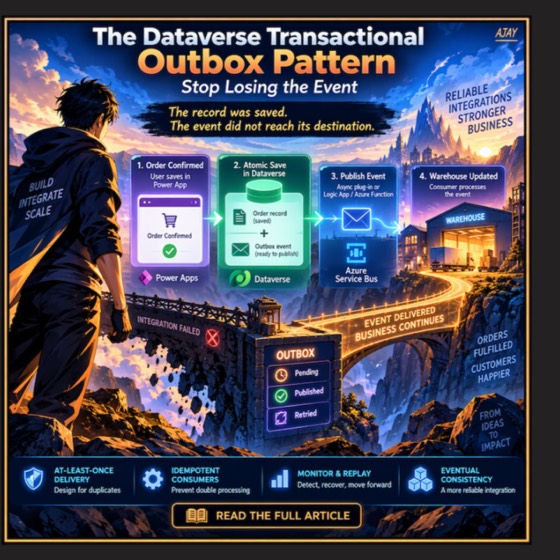 The Dataverse Transactional
Outbox Pattern
Stop Losing the Event
AJAY
The record was saved.
The event did not reach its destination.
RELIABLE
INTEGRATIONS
STRONGER
BUSINESS
BUILD
INTEGRATE
SCALE
1. Order Confirmed
User saves in
Power App
Order Confirmed
Power Apps
2. Atomic Save
in Dataverse
Order record
(saved)
+
Outbox event
(ready to publish)
Dataverse
3. Publish Event
Async plug-in or
Logic App / Azure Function
Azure
Service Bus
4. Warehouse Updated
Consumer processes
the event
WAREHOUSE
INTEGRATION FAILED
EVENT DELIVERED
BUSINESS CONTINUES
OUTBOX
Pending
Published
Retried
ORDERS
FULFILLED
CUSTOMERS
HAPPIER
FROM
IDEAS
TO
IMPACT
AT-LEAST-ONCE
DELIVERY
Design for duplicates
IDEMPOTENT
CONSUMERS
Prevent double processing
MONITOR & REPLAY
Detect, recover, move forward
EVENTUAL
CONSISTENCY
A more reliable integration
READ THE FULL ARTICLE